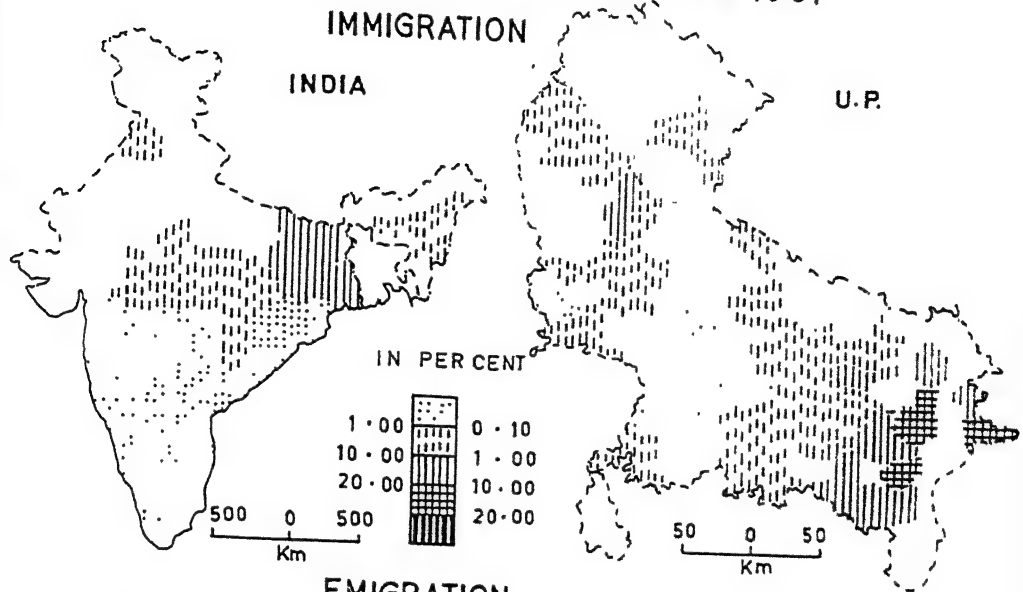 IMMIGRATION
INDIA
U.P.
IN PER CENT
1·00 0·10
10·00 1·00
20·00 10·00
20·00
500 0 500
Km
50 0 50
Km
EMIGRATION